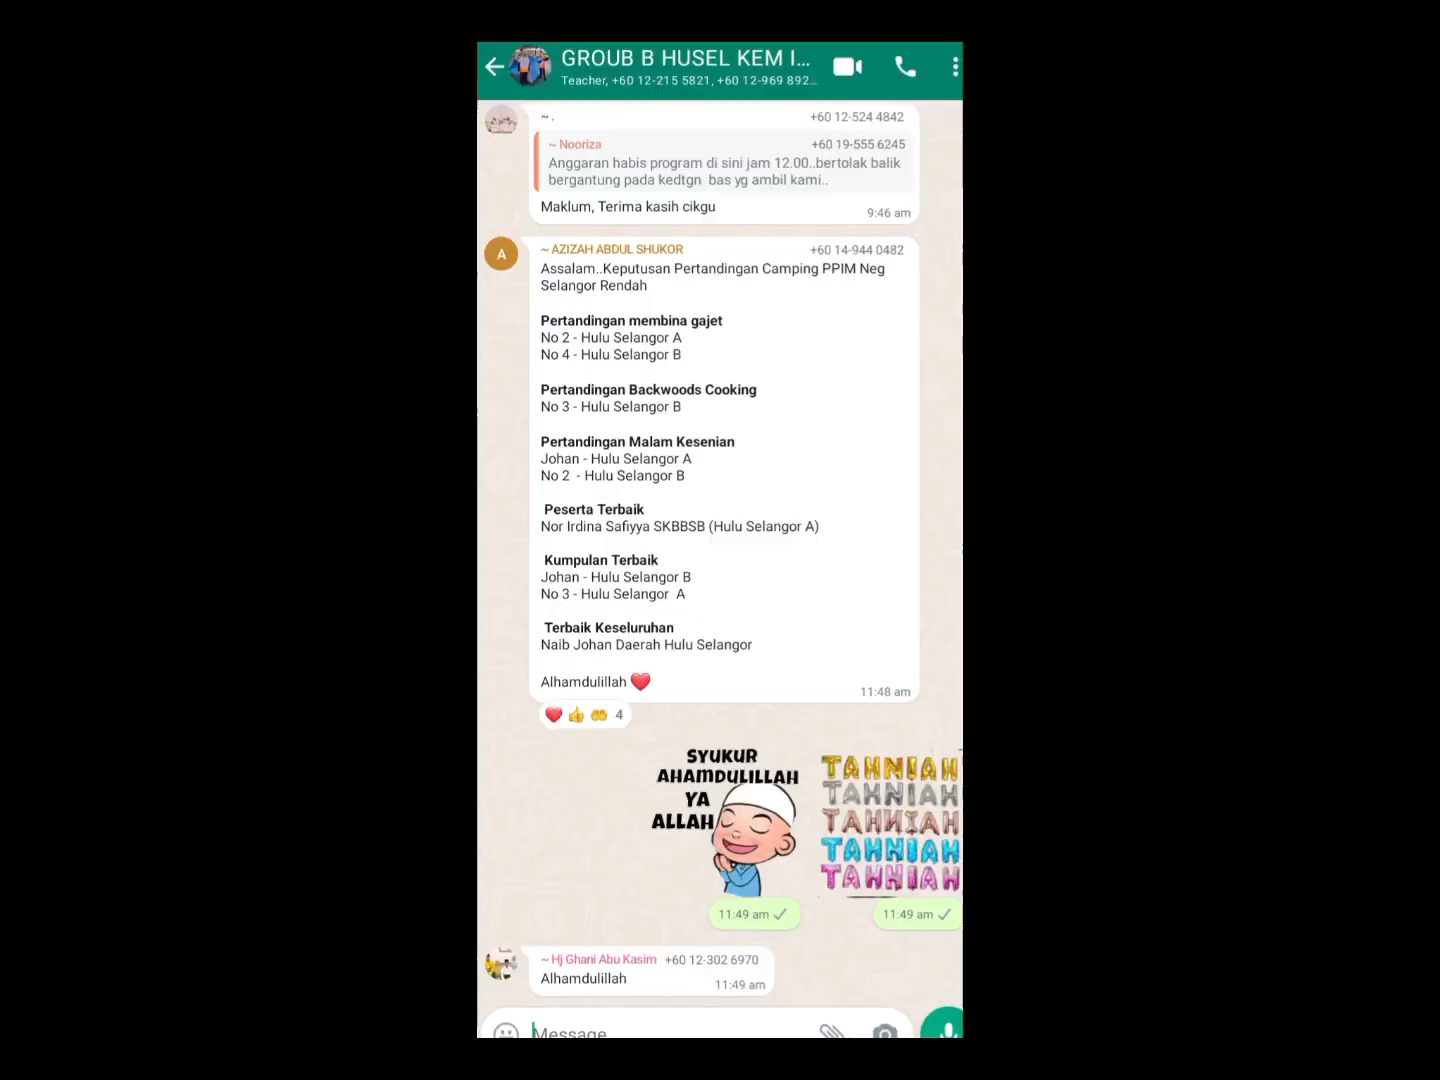 GROUB B HUSEL KEM I...
Teacher, +60 12-215 5821, +60 12-969 892...
~ .
+60 12-524 4842
~ Nooriza
+60 19-555 6245
Anggaran habis program di sini jam 12.00..bertolak balik
bergantung pada kedtgn bas yg ambil kami..
Maklum, Terima kasih cikgu
9:46 am
A
~ AZIZAH ABDUL SHUKOR
+60 14-944 0482
Assalam..Keputusan Pertandingan Camping PPIM Neg
Selangor Rendah
Pertandingan membina gajet
No 2 - Hulu Selangor A
No 4 - Hulu Selangor B
Pertandingan Backwoods Cooking
No 3 - Hulu Selangor B
Pertandingan Malam Kesenian
Johan - Hulu Selangor A
No 2 - Hulu Selangor B
Peserta Terbaik
Nor Irdina Safiyya SKBBSB (Hulu Selangor A)
Kumpulan Terbaik
Johan - Hulu Selangor B
No 3 - Hulu Selangor A
Terbaik Keseluruhan
Naib Johan Daerah Hulu Selangor
Alhamdulillah ❤️
11:48 am
❤️ 👍 🤲 4
SYUKUR
AHAMDULILLAH
YA
ALLAH
11:49 am
TAHNIAH
TAHNIAH
TAHNIAH
TAHNIAH
TAHNIAH
11:49 am
~ Hj Ghani Abu Kasim
+60 12-302 6970
Alhamdulillah
11:49 am
Message